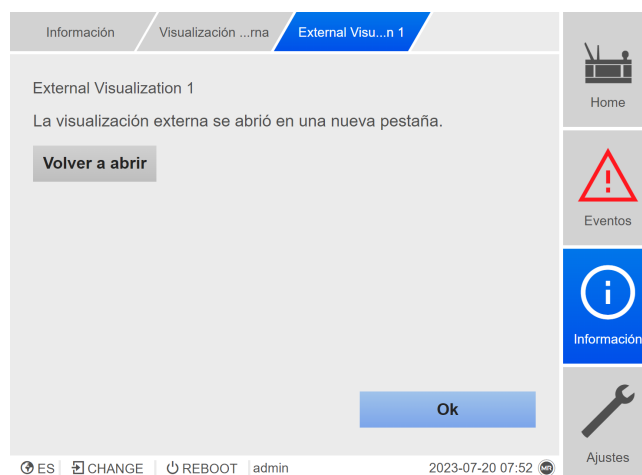 Información
Visualización ...rna
External Visu...n 1
External Visualization 1
La visualización externa se abrió en una nueva pestaña.
Volver a abrir
Ok
Home
Eventos
Información
Ajustes
ES CHANGE REBOOT admin 2023-07-20 07:52 MR